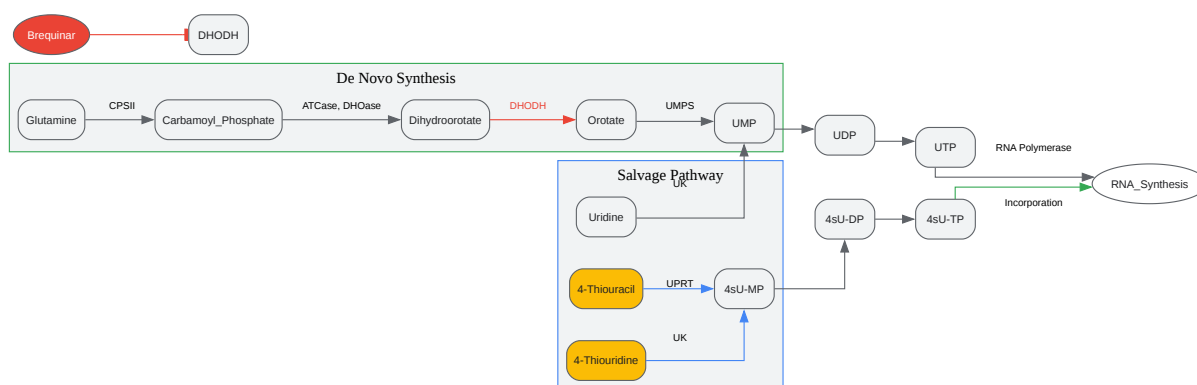 Brequinar
DHODH
De Novo Synthesis
Glutamine
CPSII
Carbamoyl_Phosphate
ATCase, DHOase
Dihydroorotate
DHODH
Orotate
UMPS
UMP
UDP
UTP
RNA Polymerase
RNA_Synthesis
Salvage Pathway
UK
Uridine
4sU-DP
4sU-TP
Incorporation
4-Thiouracil
UPRT
4sU-MP
UK
4-Thiouridine